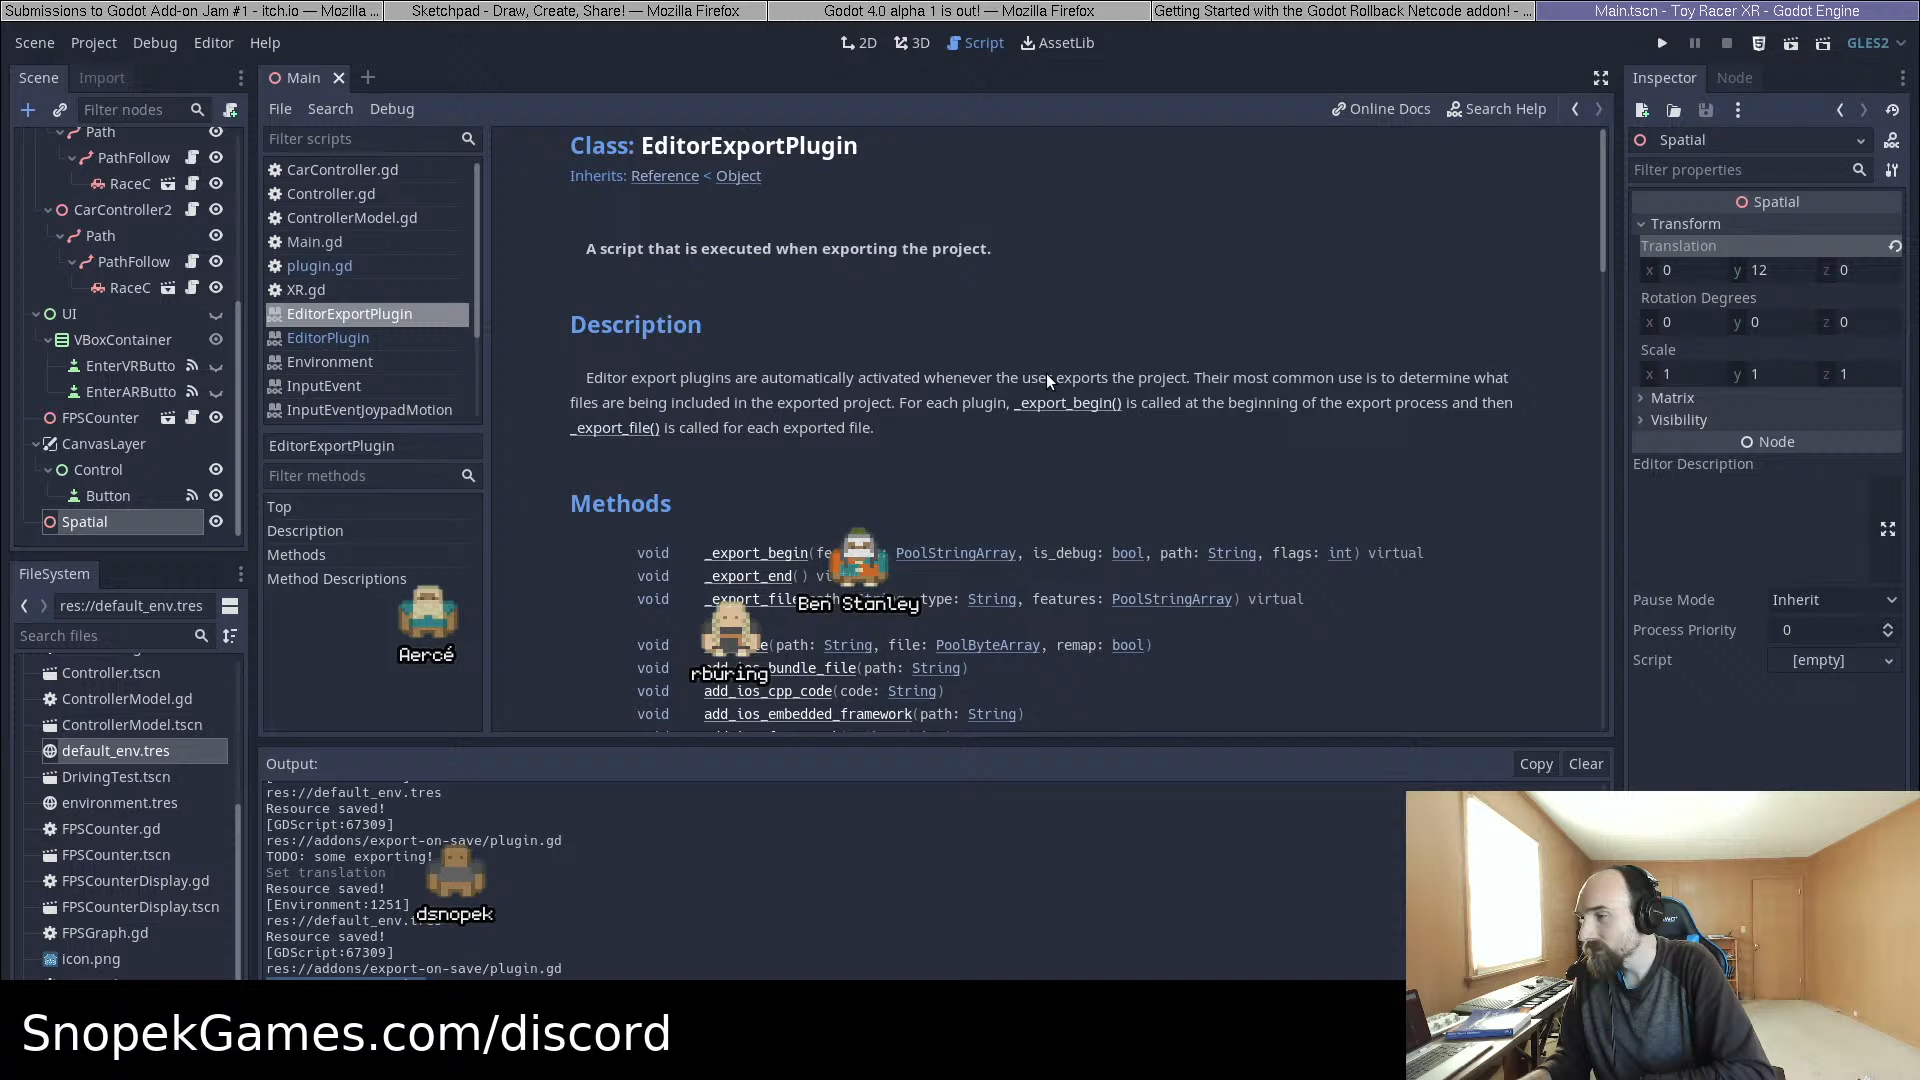 Submissions to Godot Add-on Jam #1 - itch.io — Mozilla ...
Sketchpad - Draw, Create, Share! — Mozilla Firefox
Godot 4.0 alpha 1 is out! — Mozilla Firefox
Getting Started with the Godot Rollback Netcode addon! - ...
Main.tscn - Toy Racer XR - Godot Engine
Scene Project Debug Editor Help
2D 3D Script AssetLib
GLES2
Scene Import
Filter nodes
Path
PathFollow
RaceC
CarController2
Path
PathFollow
RaceC
UI
VBoxContainer
EnterVRButto
EnterARButto
FPSCounter
CanvasLayer
Control
Button
Spatial
FileSystem
res://default_env.tres
Search files
Controller.tscn
ControllerModel.gd
ControllerModel.tscn
default_env.tres
DrivingTest.tscn
environment.tres
FPSCounter.gd
FPSCounter.tscn
FPSCounterDisplay.gd
FPSCounterDisplay.tscn
FPSGraph.gd
icon.png
Main
File Search Debug
Online Docs Search Help
Filter scripts
CarController.gd
Controller.gd
ControllerModel.gd
Main.gd
plugin.gd
XR.gd
EditorExportPlugin
EditorPlugin
Environment
InputEvent
InputEventJoypadMotion
EditorExportPlugin
Filter methods
Top
Description
Methods
Method Descriptions
Aercé
Class: EditorExportPlugin
Inherits: Reference < Object
A script that is executed when exporting the project.
Description
Editor export plugins are automatically activated whenever the user exports the project. Their most common use is to determine what
files are being included in the exported project. For each plugin, _export_begin() is called at the beginning of the export process and then
_export_file() is called for each exported file.
Methods
void _export_begin( PoolStringArray, is_debug: bool, path: String, flags: int) virtual
void _export_end()
void _export_file type: String, features: PoolStringArray) virtual
Ben Stanley
(path: String, file: PoolByteArray, remap: bool)
void bundle_file(path: String)
rburing
void add_ios_cpp_code(code: String)
void add_ios_embedded_framework(path: String)
Output:
Copy Clear
res://default_env.tres
Resource saved!
[GDScript:67309]
res://addons/export-on-save/plugin.gd
TODO: some exporting!
Set translation
Resource saved!
[Environment:1251]
res://default_env.
dsnopek
Resource saved!
[GDScript:67309]
res://addons/export-on-save/plugin.gd
Inspector Node
Spatial
Filter properties
Spatial
Transform
Translation
x 0 y 12 z 0
Rotation Degrees
x 0 y 0 z 0
Scale
x 1 y 1 z 1
Matrix
Visibility
Node
Editor Description
Pause Mode Inherit
Process Priority 0
Script [empty]
SnopekGames.com/discord